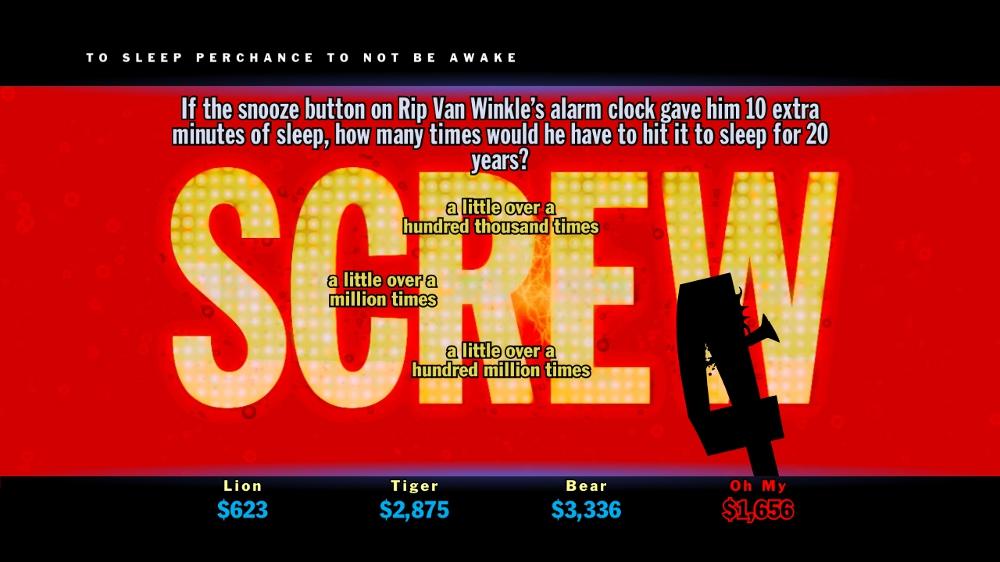 TO SLEEP PERCHANCE TO NOT BE AWAKE
If the snooze button on Rip Van Winkle's alarm clock gave him 10 extra
minutes of sleep, how many times would he have to hit it to sleep for 20
years?
SCREW
a little over a
hundred thousand times
a little over a
million times
a little over a
hundred million times
4
Lion
Tiger
Bear
Oh My
$623
$2,875
$3,336
$1,656